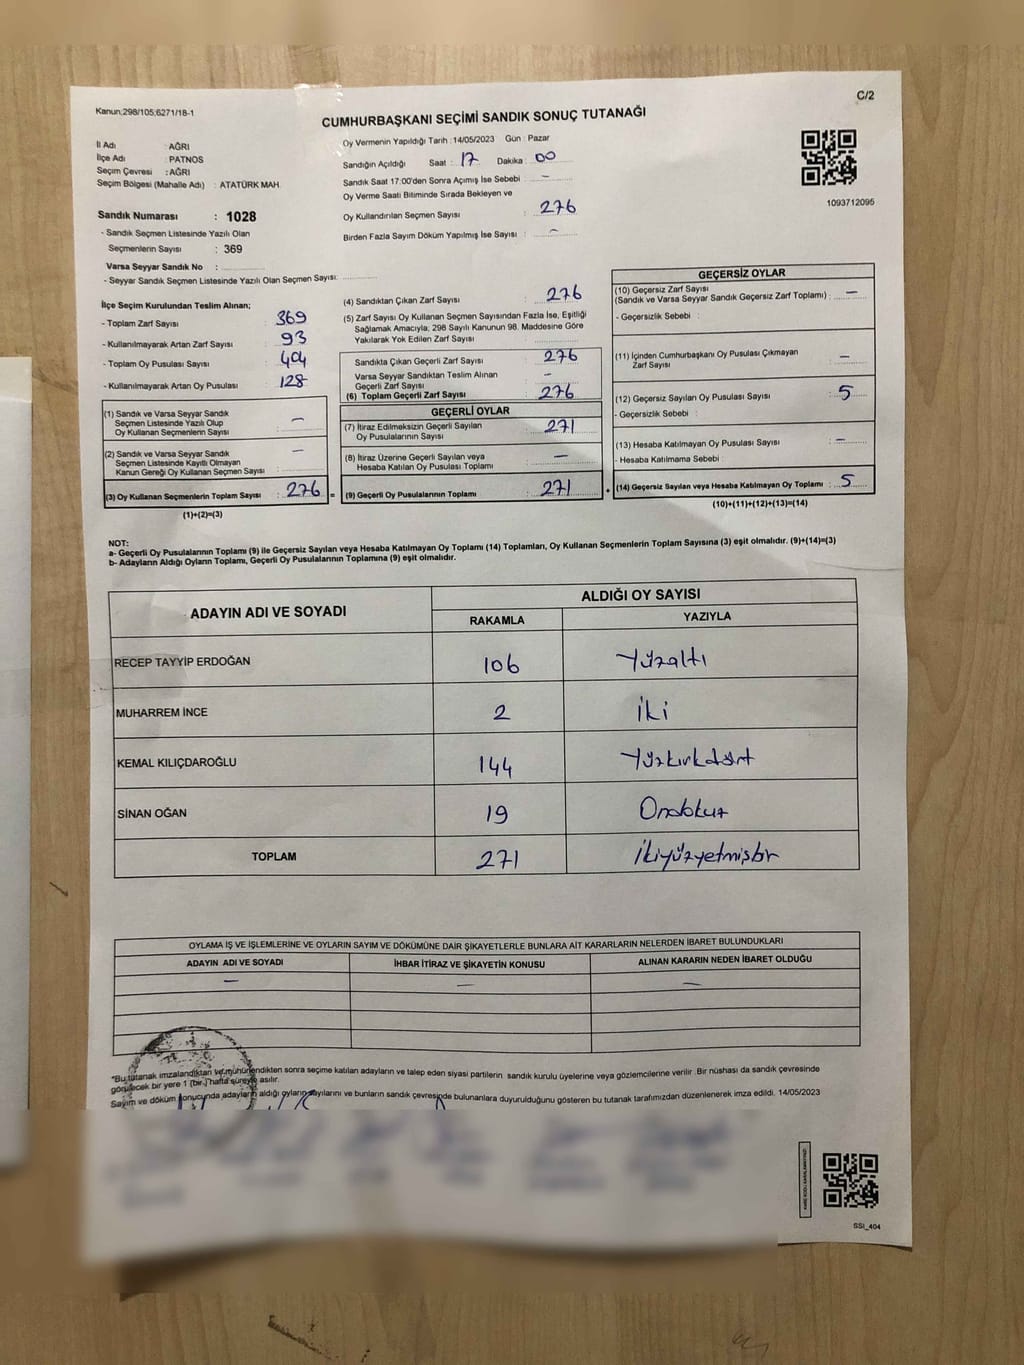 Kanun;298/105;6271/18-1
C/2
CUMHURBAŞKANI SEÇİMİ SANDIK SONUÇ TUTANAĞI
İl Adı : AĞRI
İlçe Adı : PATNOS
Seçim Çevresi : AĞRI
Seçim Bölgesi (Mahalle Adı) : ATATÜRK MAH.
Sandık Numarası : 1028
- Sandık Seçmen Listesinde Yazılı Olan
Seçmenlerin Sayısı : 369
Varsa Seyyar Sandık No :
- Seyyar Sandık Seçmen Listesinde Yazılı Olan Seçmen Sayısı:
Oy Vermenin Yapıldığı Tarih : 14/05/2023 Gün : Pazar
Sandığın Açıldığı Saat : 17 Dakika : 00
Sandık Saat 17:00'den Sonra Açımış İse Sebebi : -
Oy Verme Saati Bitiminde Sırada Bekleyen ve
Oy Kullandırılan Seçmen Sayısı : 276
Birden Fazla Sayım Döküm Yapılmış İse Sayısı : -
1093712095
İlçe Seçim Kurulundan Teslim Alınan;
- Toplam Zarf Sayısı : 369
- Kullanılmayarak Artan Zarf Sayısı : 93
- Toplam Oy Pusulası Sayısı : 404
- Kullanılmayarak Artan Oy Pusulası : 128
(1) Sandık ve Varsa Seyyar Sandık
Seçmen Listesinde Yazılı Olup
Oy Kullanan Seçmenlerin Sayısı : -
(2) Sandık ve Varsa Seyyar Sandık
Seçmen Listesinde Kayıtlı Olmayan
Kanun Gereği Oy Kullanan Seçmen Sayısı : -
(3) Oy Kullanan Seçmenlerin Toplam Sayısı : 276 =
(1)+(2)=(3)
(4) Sandıktan Çıkan Zarf Sayısı : 276
(5) Zarf Sayısı Oy Kullanan Seçmen Sayısından Fazla İse, Eşitliği
Sağlamak Amacıyla; 298 Sayılı Kanunun 98. Maddesine Göre
Yakılarak Yok Edilen Zarf Sayısı :
Sandıkta Çıkan Geçerli Zarf Sayısı : 276
Varsa Seyyar Sandıktan Teslim Alınan
Geçerli Zarf Sayısı : -
(6) Toplam Geçerli Zarf Sayısı : 276
GEÇERLİ OYLAR
(7) İtiraz Edilmeksizin Geçerli Sayılan
Oy Pusulalarının Sayısı : 271
(8) İtiraz Üzerine Geçerli Sayılan veya
Hesaba Katılan Oy Pusulası Toplamı : -
(9) Geçerli Oy Pusulalarının Toplamı : 271 +
GEÇERSİZ OYLAR
(10) Geçersiz Zarf Sayısı
(Sandık ve Varsa Seyyar Sandık Geçersiz Zarf Toplamı) : -
- Geçersizlik Sebebi :
(11) İçinden Cumhurbaşkanı Oy Pusulası Çıkmayan
Zarf Sayısı : -
(12) Geçersiz Sayılan Oy Pusulası Sayısı : 5
- Geçersizlik Sebebi :
(13) Hesaba Katılmayan Oy Pusulası Sayısı : -
- Hesaba Katılmama Sebebi :
(14) Geçersiz Sayılan veya Hesaba Katılmayan Oy Toplamı : 5
(10)+(11)+(12)+(13)=(14)
NOT:
a- Geçerli Oy Pusulalarının Toplamı (9) ile Geçersiz Sayılan veya Hesaba Katılmayan Oy Toplamı (14) Toplamları, Oy Kullanan Seçmenlerin Toplam Sayısına (3) eşit olmalıdır. (9)+(14)=(3)
b- Adayların Aldığı Oyların Toplamı, Geçerli Oy Pusulalarının Toplamına (9) eşit olmalıdır.
ADAYIN ADI VE SOYADI
ALDIĞI OY SAYISI
RAKAMLA YAZIYLA
RECEP TAYYİP ERDOĞAN 106 Yüzaltı
MUHARREM İNCE 2 İki
KEMAL KILIÇDAROĞLU 144 Yüzkırkdört
SİNAN OĞAN 19 Ondokuz
TOPLAM 271 İkiyüzyetmişbir
OYLAMA İŞ VE İŞLEMLERİNE VE OYLARIN SAYIM VE DÖKÜMÜNE DAİR ŞİKAYETLERLE BUNLARA AİT KARARLARIN NELERDEN İBARET BULUNDUKLARI
ADAYIN ADI VE SOYADI İHBAR İTİRAZ VE ŞİKAYETİN KONUSU ALINAN KARARIN NEDEN İBARET OLDUĞU
- - -
*Bu tutanak imzalandıktan ve mühürlendikten sonra seçime katılan adayların ve talep eden siyasi partilerin sandık kurulu üyelerine veya gözlemcilerine verilir. Bir nüshası da sandık çevresinde
görülecek bir yere 1 (bir) hafta süreyle asılır.
Sayım ve döküm sonucunda adayların aldığı oyların sayılarını ve bunların sandık çevresinde bulunanlara duyurulduğunu gösteren bu tutanak tarafımızdan düzenlenerek imza edildi. 14/05/2023
SSI_404